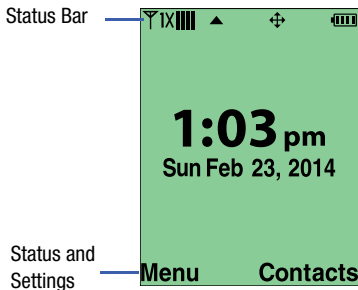 Status Bar
1X
1:03 pm
Sun Feb 23, 2014
Status and
Settings
Menu Contacts